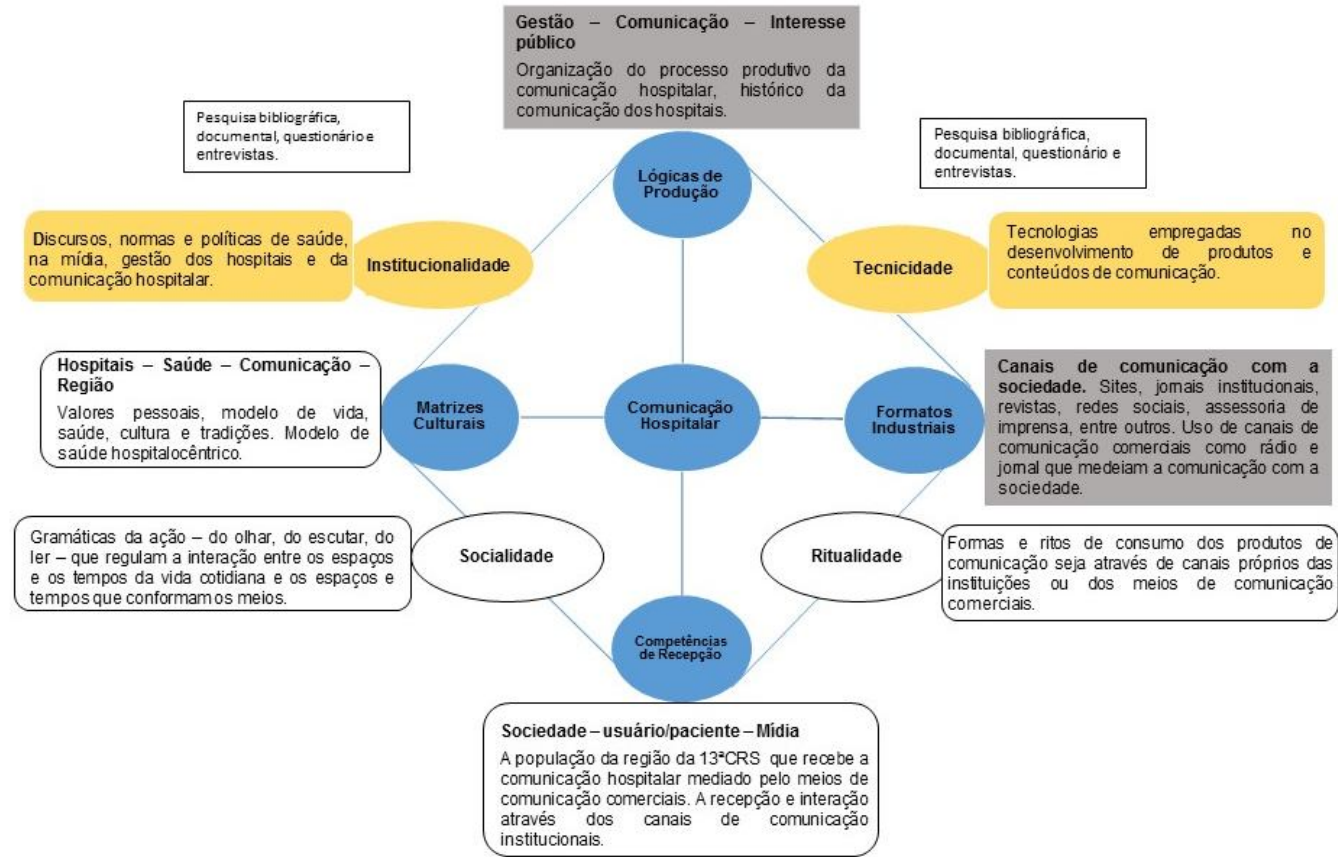 Gestão – Comunicação – Interesse
público
Organização do processo produtivo da
comunicação hospitalar, histórico da
comunicação dos hospitais.
Pesquisa bibliográfica,
documental, questionário e
entrevistas.
Pesquisa bibliográfica,
documental, questionário e
entrevistas.
Lógicas de
Produção
Discursos, normas e políticas de saúde,
na mídia, gestão dos hospitais e da
comunicação hospitalar.
Institucionalidade
Tecnicidade
Tecnologias empregadas no
desenvolvimento de produtos e
conteúdos de comunicação.
Hospitais – Saúde – Comunicação –
Região
Valores pessoais, modelo de vida,
saúde, cultura e tradições. Modelo de
saúde hospitalocêntrico.
Matrizes
Culturais
Comunicação
Hospitalar
Formatos
Industriais
Canais de comunicação com a
sociedade. Sites, jornais institucionais,
revistas, redes sociais, assessoria de
imprensa, entre outros. Uso de canais de
comunicação comerciais como rádio e
jornal que medeiam a comunicação com a
sociedade.
Gramáticas da ação – do olhar, do escutar, do
ler – que regulam a interação entre os espaços
e os tempos da vida cotidiana e os espaços e
tempos que conformam os meios.
Socialidade
Ritualidade
Formas e ritos de consumo dos produtos de
comunicação seja através de canais próprios das
instituições ou dos meios de comunicação
comerciais.
Competências
de Recepção
Sociedade – usuário/paciente – Mídia
A população da região da 13ªCRS que recebe a
comunicação hospitalar mediado pelo meios de
comunicação comerciais. A recepção e interação
através dos canais de comunicação
institucionais.